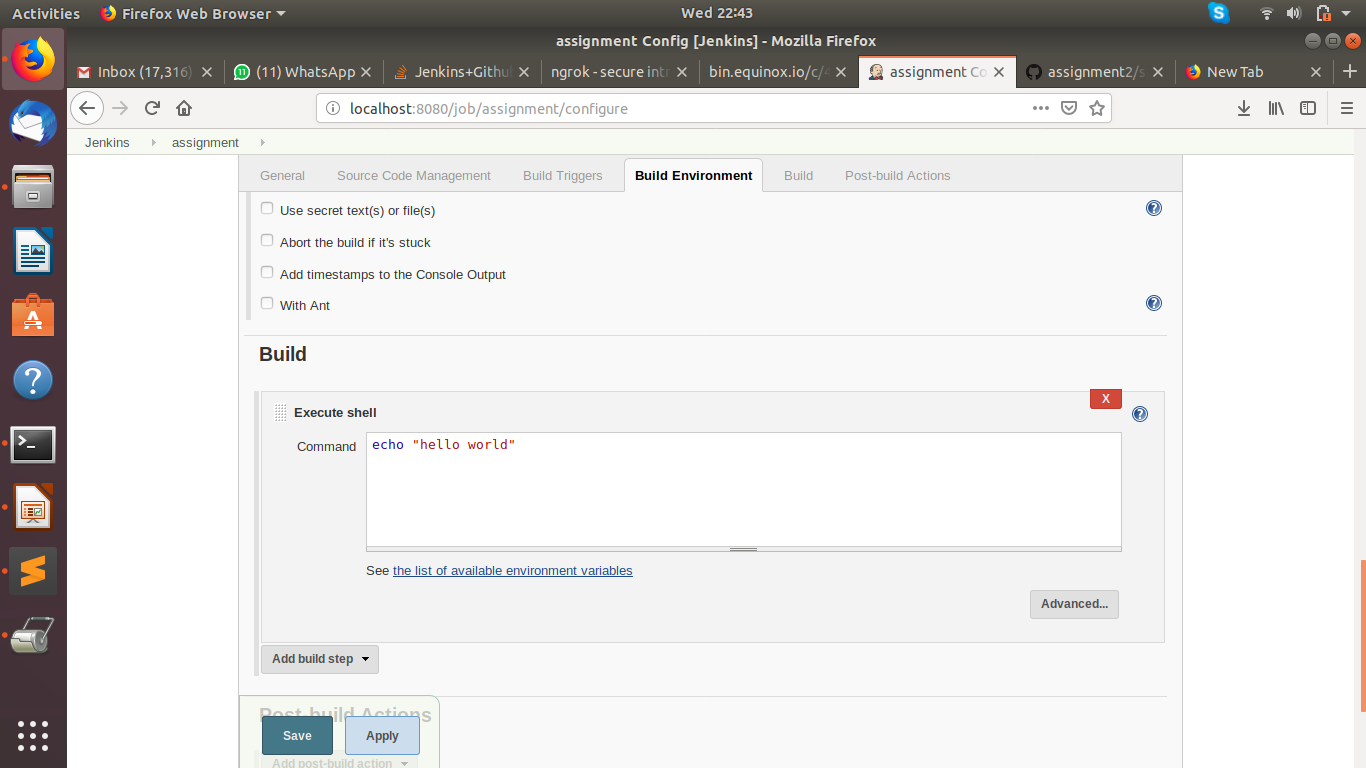 Activities Firefox Web Browser Wed 22:43
assignment Config [Jenkins] - Mozilla Firefox
Inbox (17,316) (11) WhatsApp Jenkins+Githu ngrok - secure intr bin.equinox.io/c/4 assignment Co assignment2/s New Tab
localhost:8080/job/assignment/configure
Jenkins assignment
General Source Code Management Build Triggers Build Environment Build Post-build Actions
Use secret text(s) or file(s)
Abort the build if it's stuck
Add timestamps to the Console Output
With Ant
Build
X
Execute shell
Command echo "hello world"
See the list of available environment variables
Advanced...
Add build step
Post-build Actions
Save Apply
Add post-build action